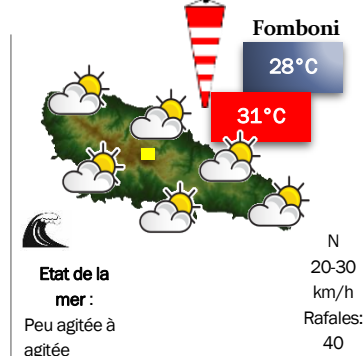 Fomboni
28°C
31°C
N
20-30
km/h
Rafales:
40
Etat de la
mer :
Peu agitée à
agitée